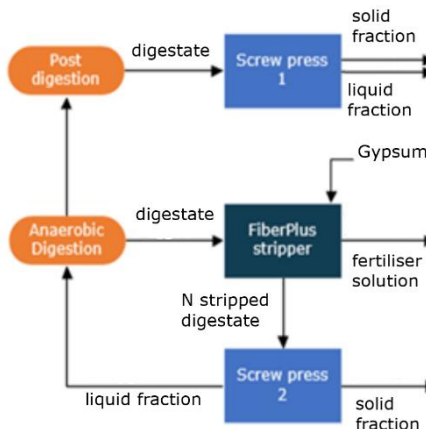 solid
fraction
Post
digestion
digestate
Screw press
1
liquid
fraction
Gypsum
Anaerobic
Digestion
digestate
FiberPlus
stripper
fertiliser
solution
N stripped
digestate
liquid fraction
Screw press
2
solid
fraction